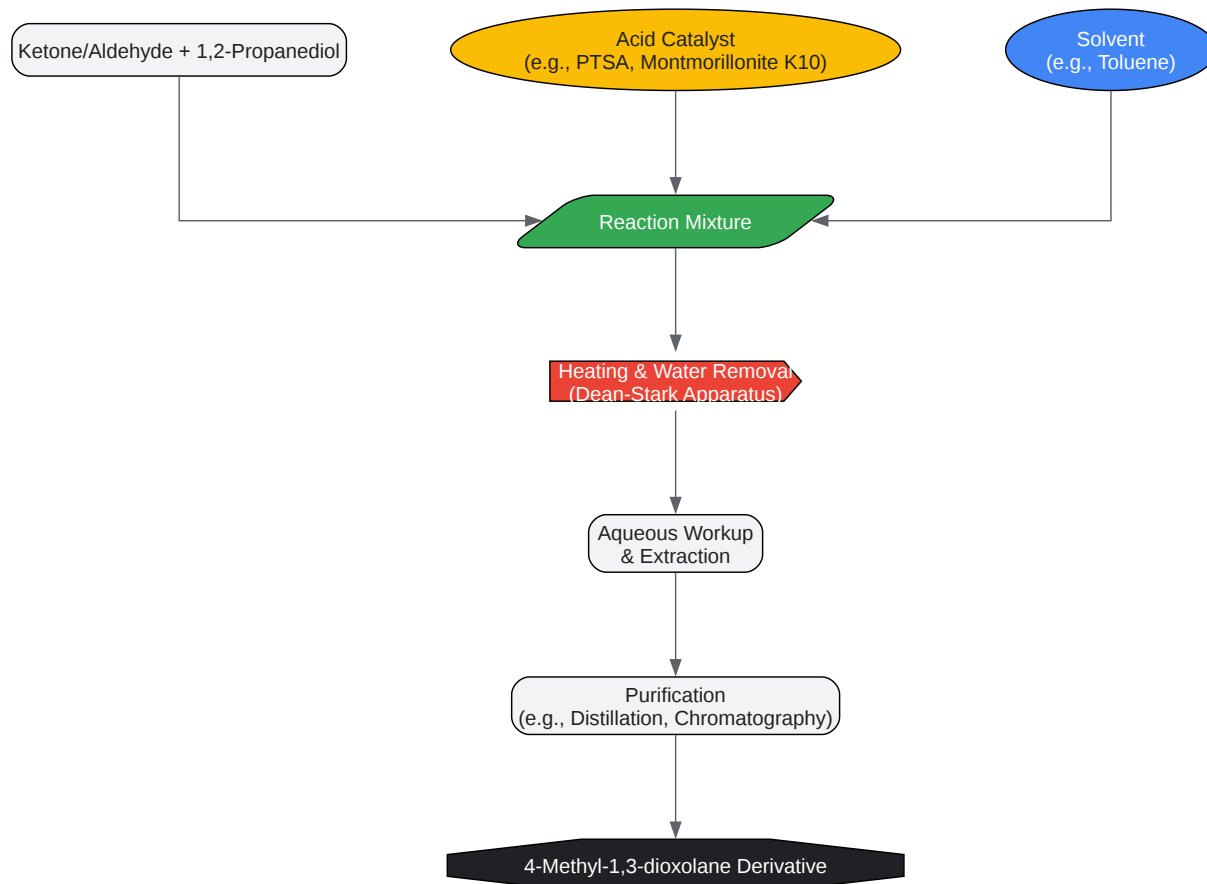 Ketone/Aldehyde + 1,2-Propanediol
Acid Catalyst
(e.g., PTSA, Montmorillonite K10)
Solvent
(e.g., Toluene)
Reaction Mixture
Heating & Water Removal
(Dean-Stark Apparatus)
Aqueous Workup
& Extraction
Purification
(e.g., Distillation, Chromatography)
4-Methyl-1,3-dioxolane Derivative